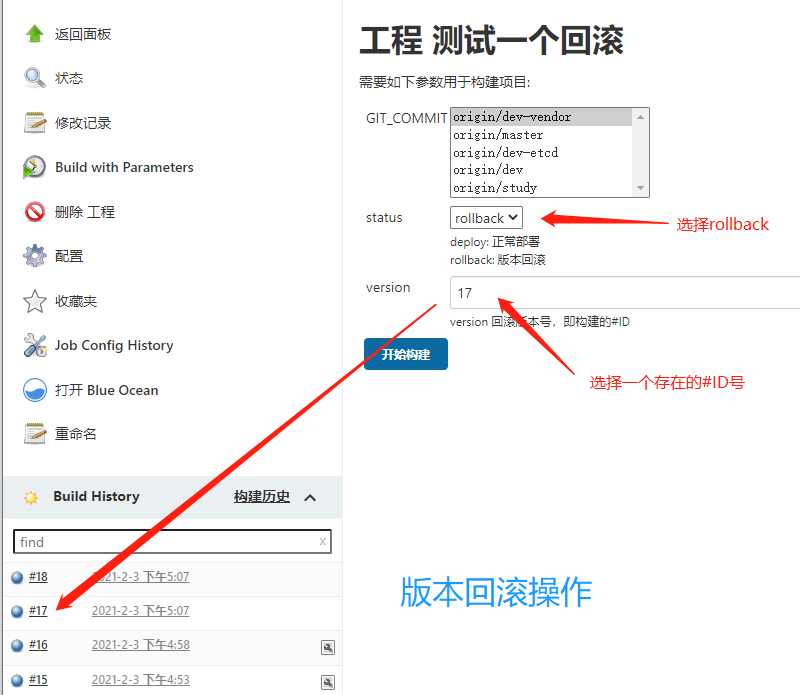 返回面板
状态
修改记录
Build with Parameters
删除 工程
配置
收藏夹
Job Config History
打开 Blue Ocean
重命名
Build History 构建历史
find x
#18 2021-2-3 下午5:07
#17 2021-2-3 下午5:07
#16 2021-2-3 下午4:58
#15 2021-2-3 下午4:53
工程 测试一个回滚
需要如下参数用于构建项目:
GIT_COMMIT origin/dev-vendor
origin/master
origin/dev-etcd
origin/dev
origin/study
status rollback
选择rollback
deploy: 正常部署
rollback: 版本回滚
version 17
version 回滚版本号，即构建的#ID
开始构建
选择一个存在的#ID号
版本回滚操作